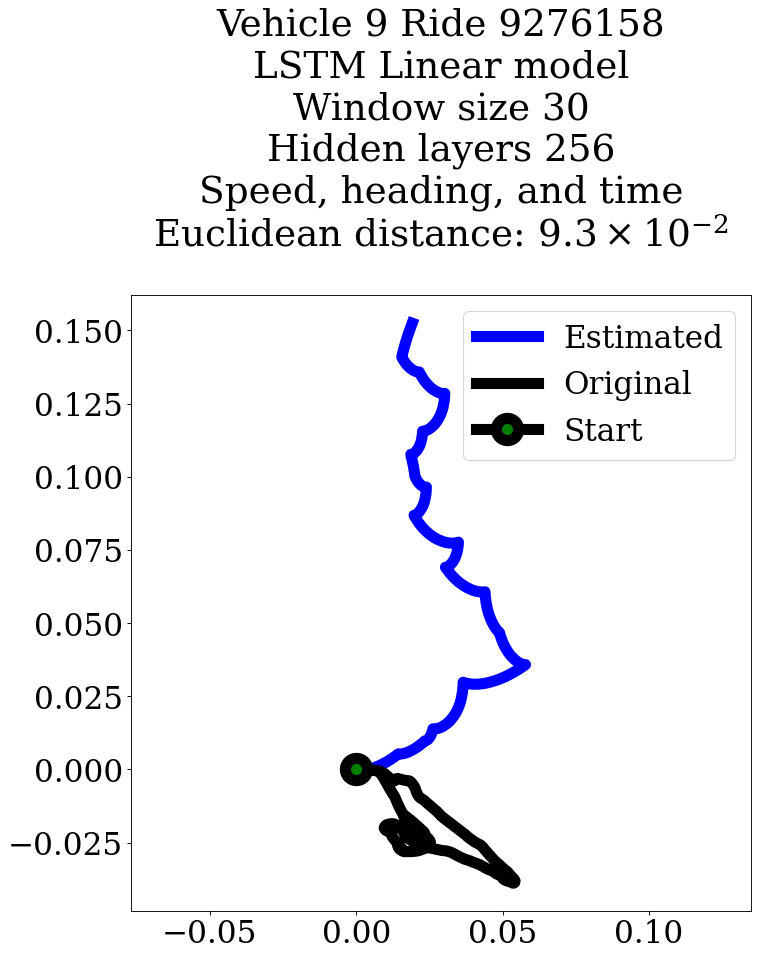 Vehicle 9 Ride 9276158
LSTM Linear model
Window size 30
Hidden layers 256
Speed, heading, and time
Euclidean distance: 9.3 × 10⁻²
Estimated
Original
Start
0.150
0.125
0.100
0.075
0.050
0.025
0.000
−0.025
−0.05 0.00 0.05 0.10